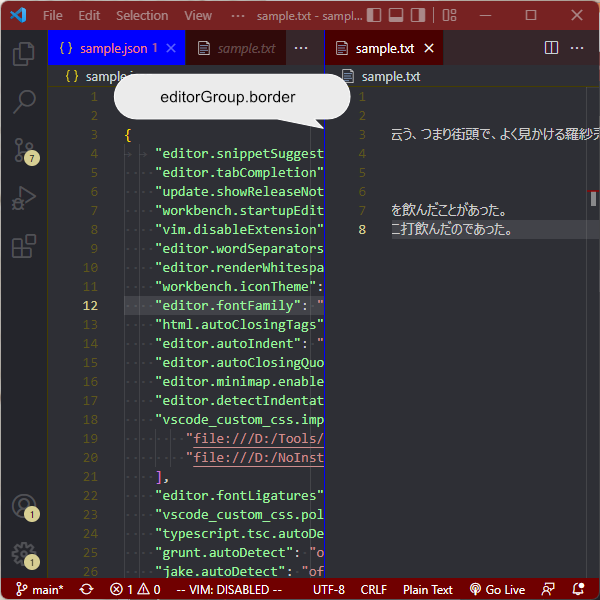 File Edit Selection View ··· sample.txt - sampl...
{} sample.json 1 ×
sample.txt
···
sample.txt ×
···
{} sample.
sample.txt
editorGroup.border
1
2
3 {
4 "editor.snippetSuggest
5 "editor.tabCompletion"
6 "update.showReleaseNot
7 "workbench.startupEdit
8 "vim.disableExtension"
9 "editor.wordSeparators
10 "editor.renderWhitespa
11 "workbench.iconTheme":
12 "editor.fontFamily": "
13 "html.autoClosingTags"
14 "editor.autoIndent": "
15 "editor.autoClosingQuo
16 "editor.minimap.enable
17 "editor.detectIndentat
18 "vscode_custom_css.imp
19 "file:///D:/Tools/
20 "file:///D:/NoInst
21 ],
22 "editor.fontLigatures"
23 "vscode_custom_css.pol
24 "typescript.tsc.autoDe
25 "grunt.autoDetect": "o
26 "jake.autoDetect": "of
1
2
3 云う、つまり街頭で、よく見かける羅紗
4
5
6
7 を飲んだことがあった。
8 に打飲んだのであった。
7
1
1
main* 1 0 -- VIM: DISABLED -- UTF-8 CRLF Plain Text Go Live